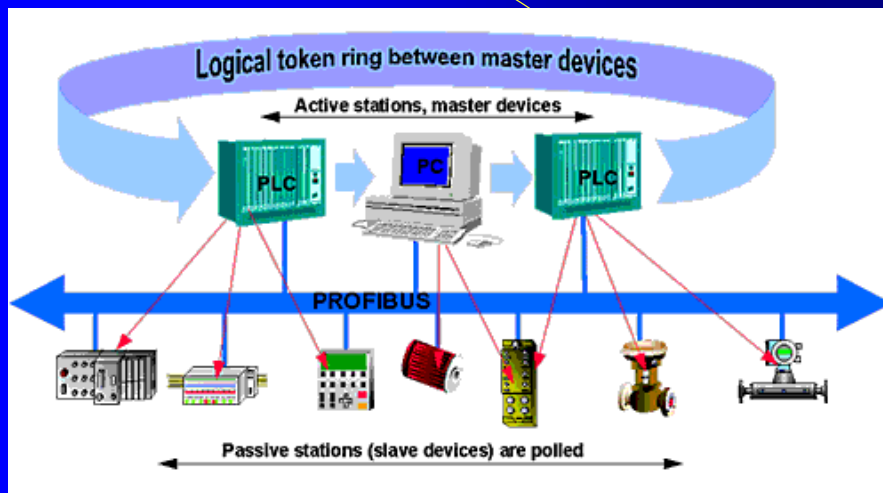 Logical token ring between master devices
Active stations, master devices
PLC
PC
PLC
PROFIBUS
Passive stations (slave devices) are polled